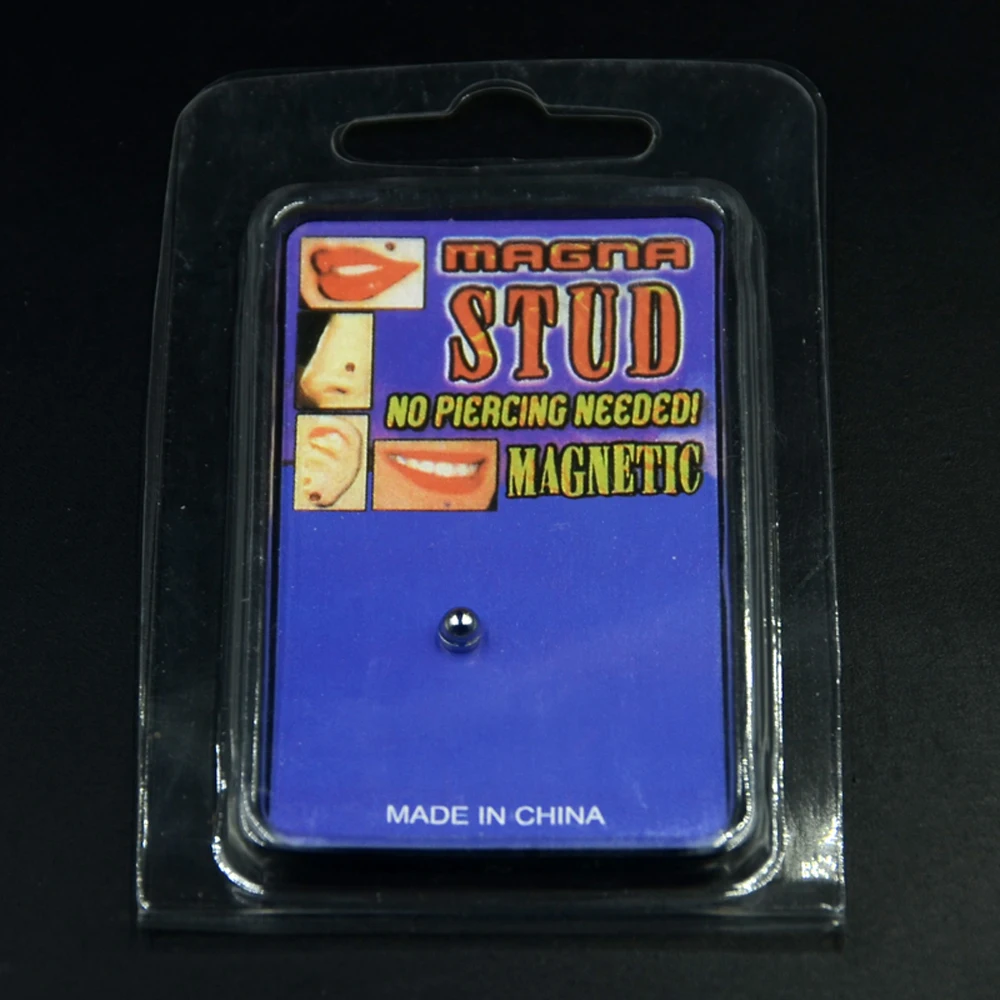 MAGNA
STUD
NO PIERCING NEEDED!
MAGNETIC
MADE IN CHINA